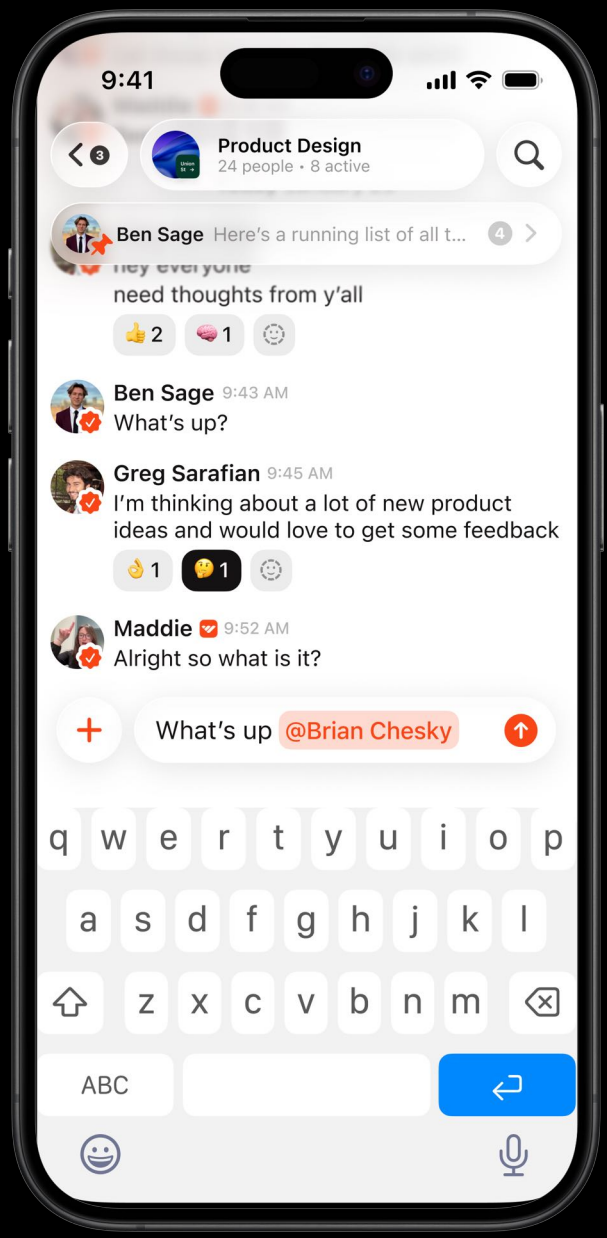 9:41
3
Product Design
24 people • 8 active
Union
St →
Ben Sage Here's a running list of all t... 4
hey everyone
need thoughts from y'all
👍 2 🧠 1
Ben Sage 9:43 AM
What's up?
Greg Sarafian 9:45 AM
I'm thinking about a lot of new product
ideas and would love to get some feedback
👌 1 🤔 1
Maddie 9:52 AM
Alright so what is it?
What's up @Brian Chesky
q w e r t y u i o p
a s d f g h j k l
z x c v b n m
ABC